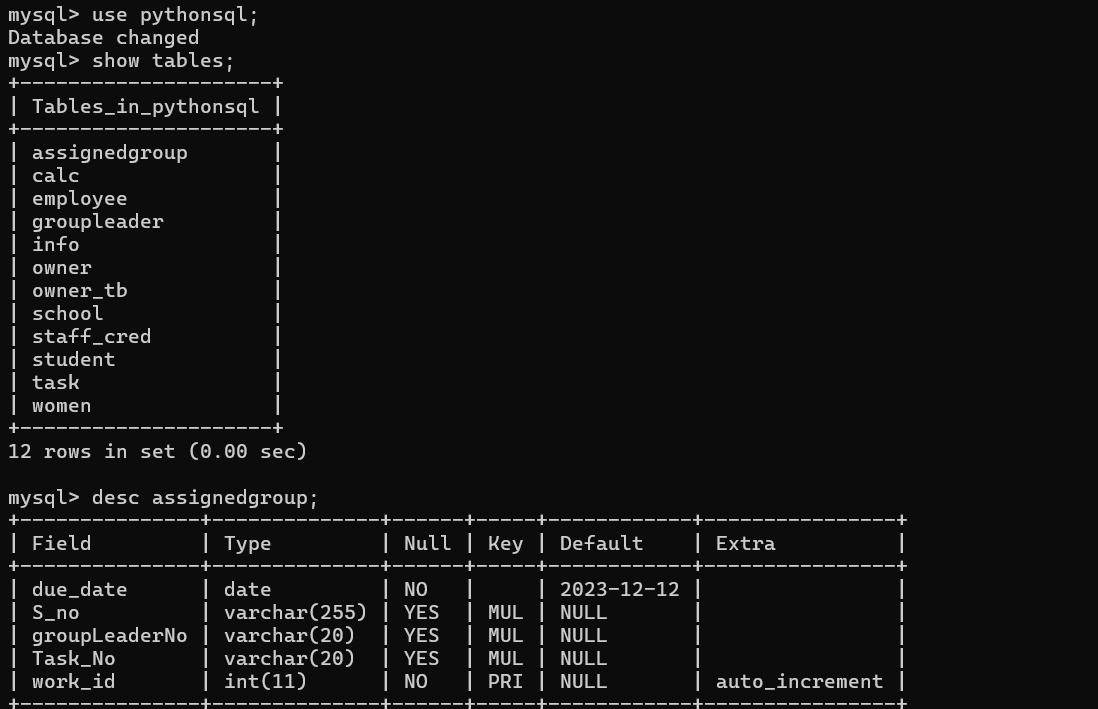 mysql> use pythonsql;
Database changed
mysql> show tables;
+---------------------+
| Tables_in_pythonsql |
+---------------------+
| assignedgroup       |
| calc                |
| employee            |
| groupleader         |
| info                |
| owner               |
| owner_tb            |
| school              |
| staff_cred          |
| student             |
| task                |
| women               |
+---------------------+
12 rows in set (0.00 sec)

mysql> desc assignedgroup;
+---------------+--------------+------+-----+------------+----------------+
| Field         | Type         | Null | Key | Default    | Extra          |
+---------------+--------------+------+-----+------------+----------------+
| due_date      | date         | NO   |     | 2023-12-12 |                |
| S_no          | varchar(255) | YES  | MUL | NULL       |                |
| groupLeaderNo | varchar(20)  | YES  | MUL | NULL       |                |
| Task_No       | varchar(20)  | YES  | MUL | NULL       |                |
| work_id       | int(11)      | NO   | PRI | NULL       | auto_increment |
+---------------+--------------+------+-----+------------+----------------+